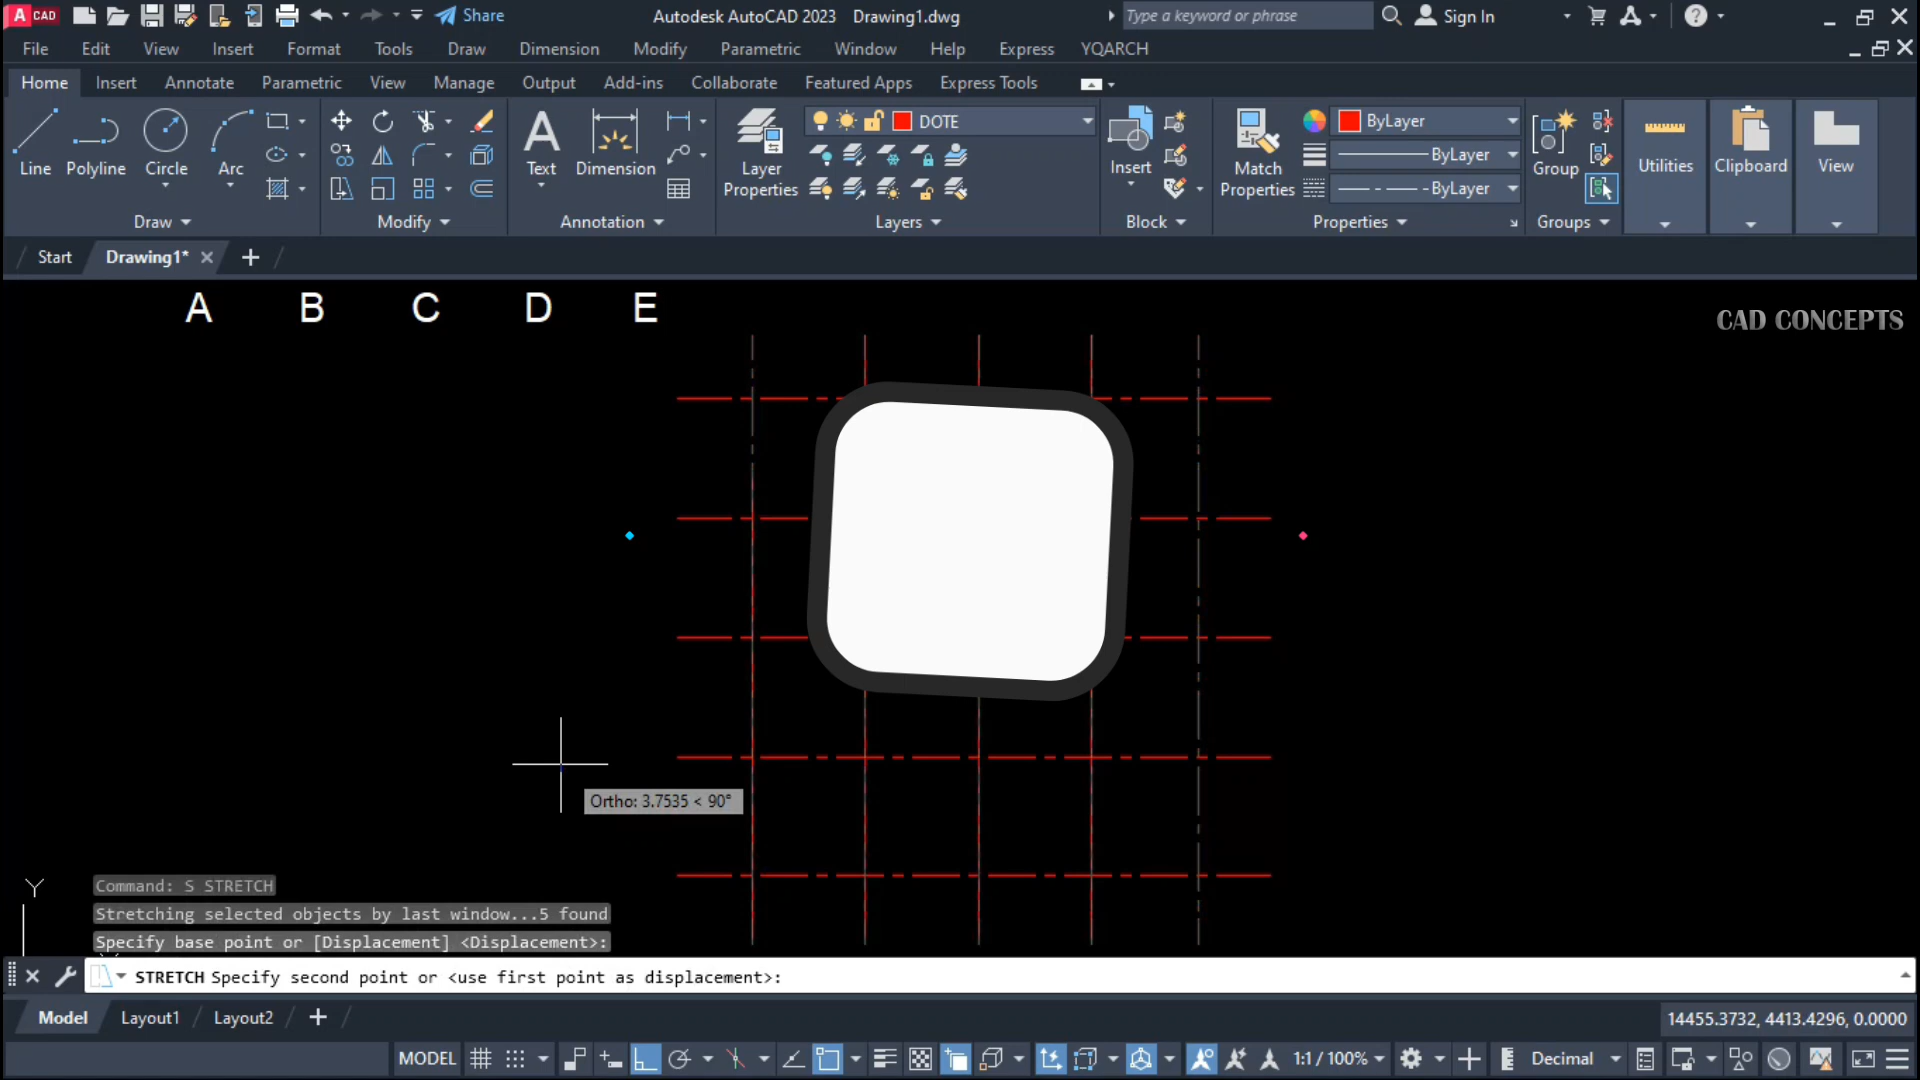 A CAD Share Autodesk AutoCAD 2023 Drawing1.dwg Type a keyword or phrase Sign In
File Edit View Insert Format Tools Draw Dimension Modify Parametric Window Help Express YQARCH
Home Insert Annotate Parametric View Manage Output Add-ins Collaborate Featured Apps Express Tools
DOTE ByLayer
ByLayer
Line Polyline Circle Arc Text Dimension Layer Properties Insert Match Properties Group Utilities Clipboard View
ByLayer
Draw Modify Annotation Layers Block Properties Groups
Start Drawing1*
A B C D E
CAD CONCEPTS
Ortho: 3.7535 < 90°
Y
Command: S STRETCH
Stretching selected objects by last window...5 found
Specify base point or [Displacement] <Displacement>:
STRETCH Specify second point or <use first point as displacement>:
Model Layout1 Layout2 14455.3732, 4413.4296, 0.0000
MODEL 1:1 / 100% Decimal